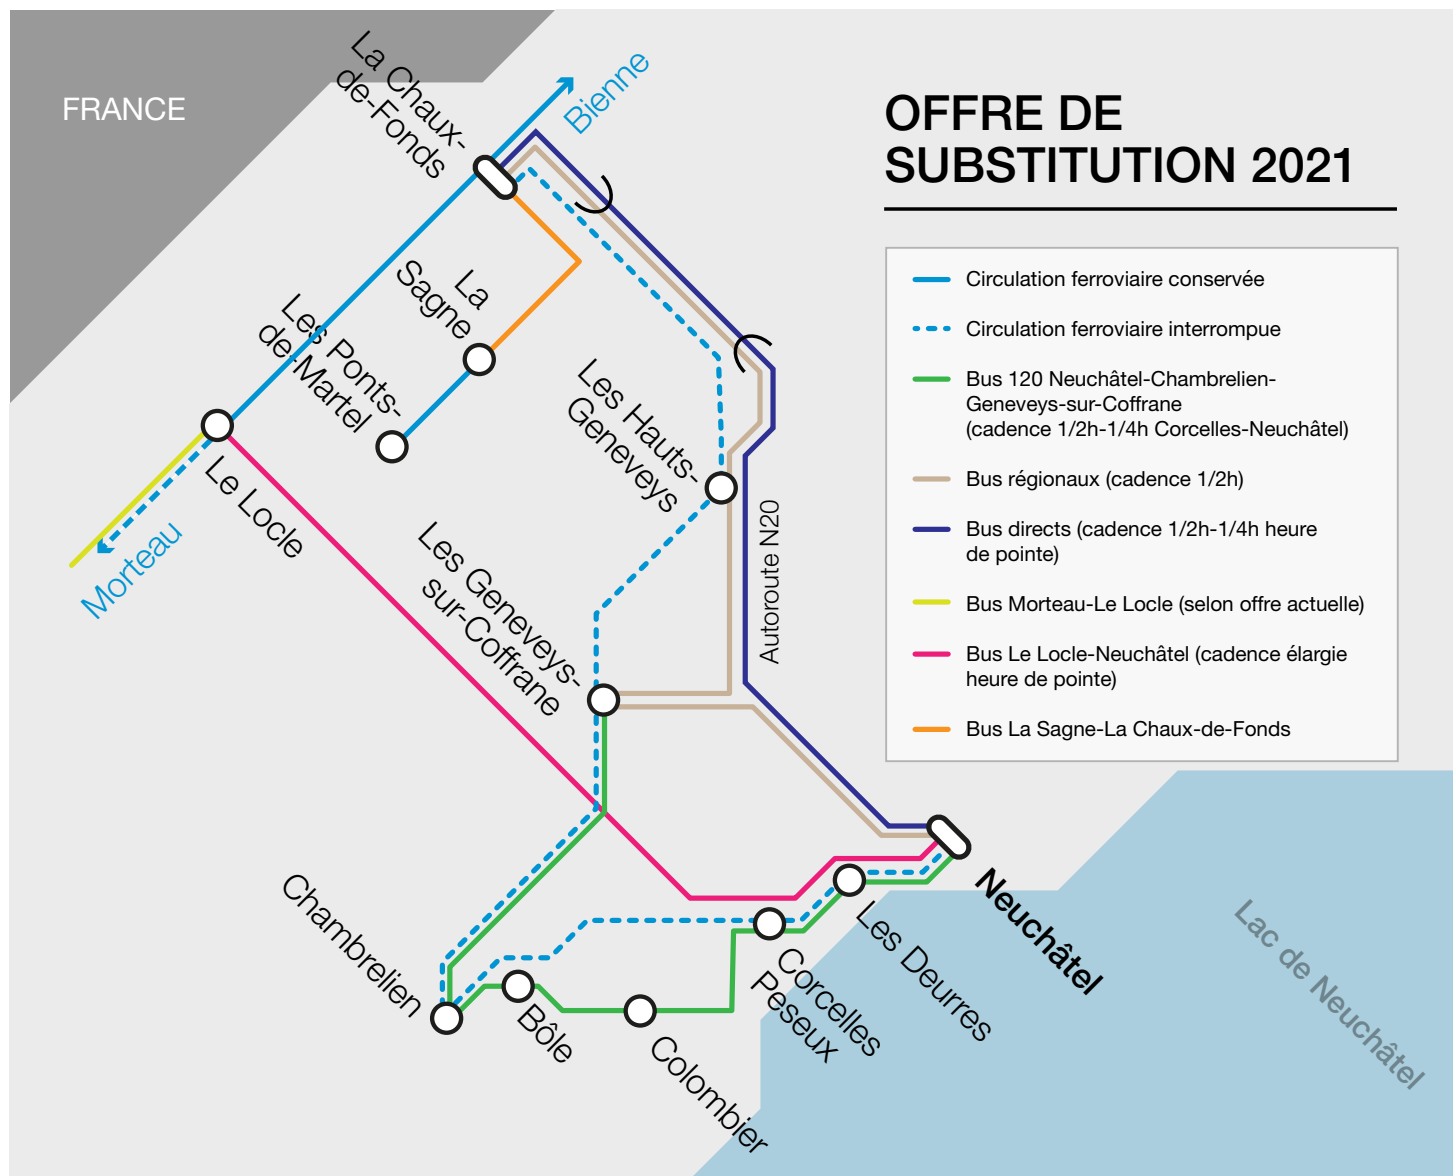 FRANCE
La Chaux-
de-Fonds
Bienne
OFFRE DE
SUBSTITUTION 2021
Circulation ferroviaire conservée
Circulation ferroviaire interrompue
Bus 120 Neuchâtel-Chambrelien-
Geneveys-sur-Coffrane
(cadence 1/2h-1/4h Corcelles-Neuchâtel)
Bus régionaux (cadence 1/2h)
Bus directs (cadence 1/2h-1/4h heure
de pointe)
Bus Morteau-Le Locle (selon offre actuelle)
Bus Le Locle-Neuchâtel (cadence élargie
heure de pointe)
Bus La Sagne-La Chaux-de-Fonds
La
Sagne
Les Ponts-
de-Martel
Les Hauts-
Geneveys
Le Locle
Morteau
Les Geneveys-
sur-Coffrane
Autoroute N20
Chambrelien
Bôle
Colombier
Corcelles
Peseux
Les Deurres
Neuchâtel
Lac de Neuchâtel